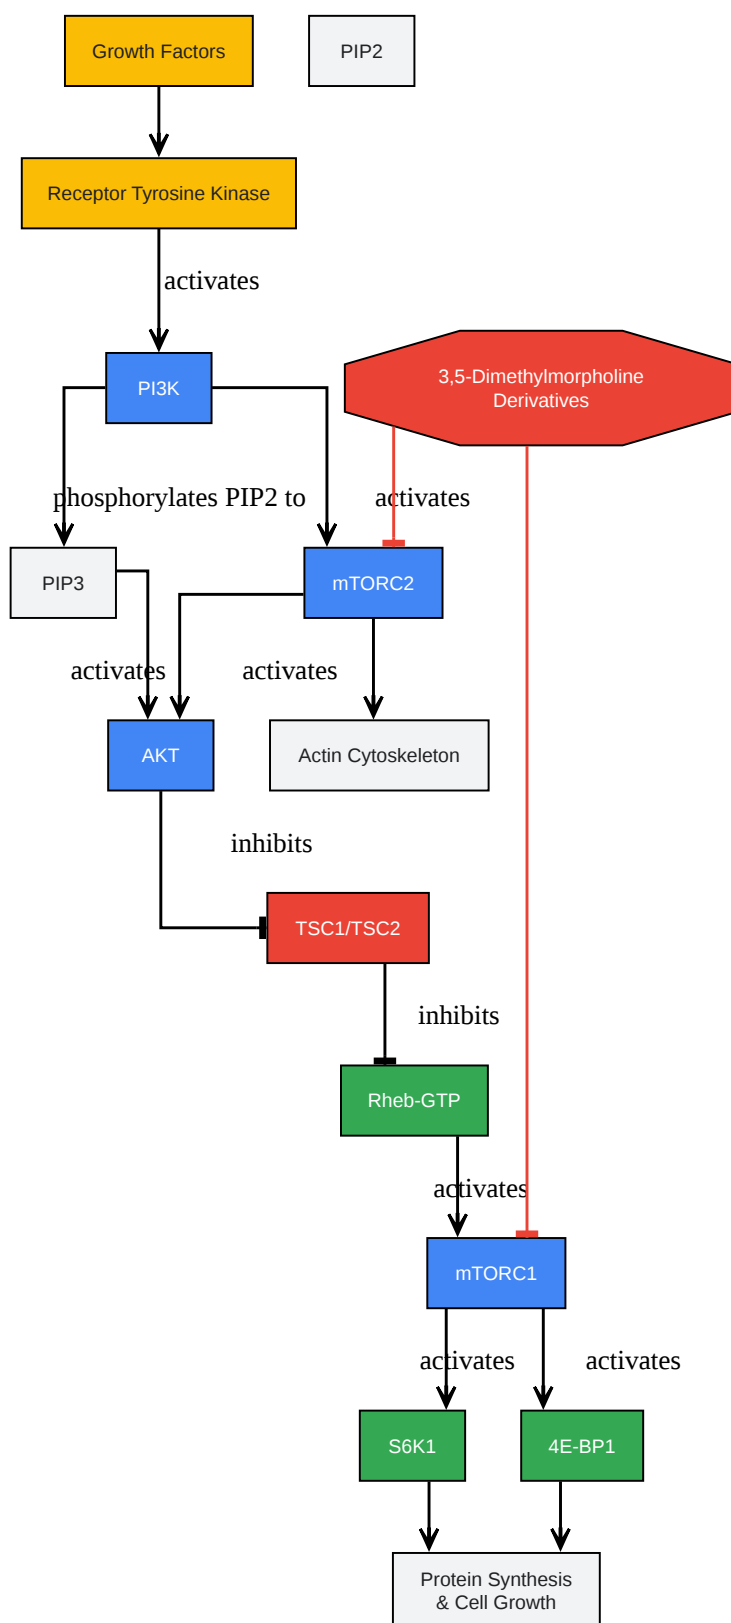 Growth Factors
PIP2
Receptor Tyrosine Kinase
activates
PI3K
3,5-Dimethylmorpholine
Derivatives
phosphorylates PIP2 to
activates
PIP3
mTORC2
activates
activates
AKT
Actin Cytoskeleton
inhibits
TSC1/TSC2
inhibits
Rheb-GTP
activates
mTORC1
activates
activates
S6K1
4E-BP1
Protein Synthesis
& Cell Growth